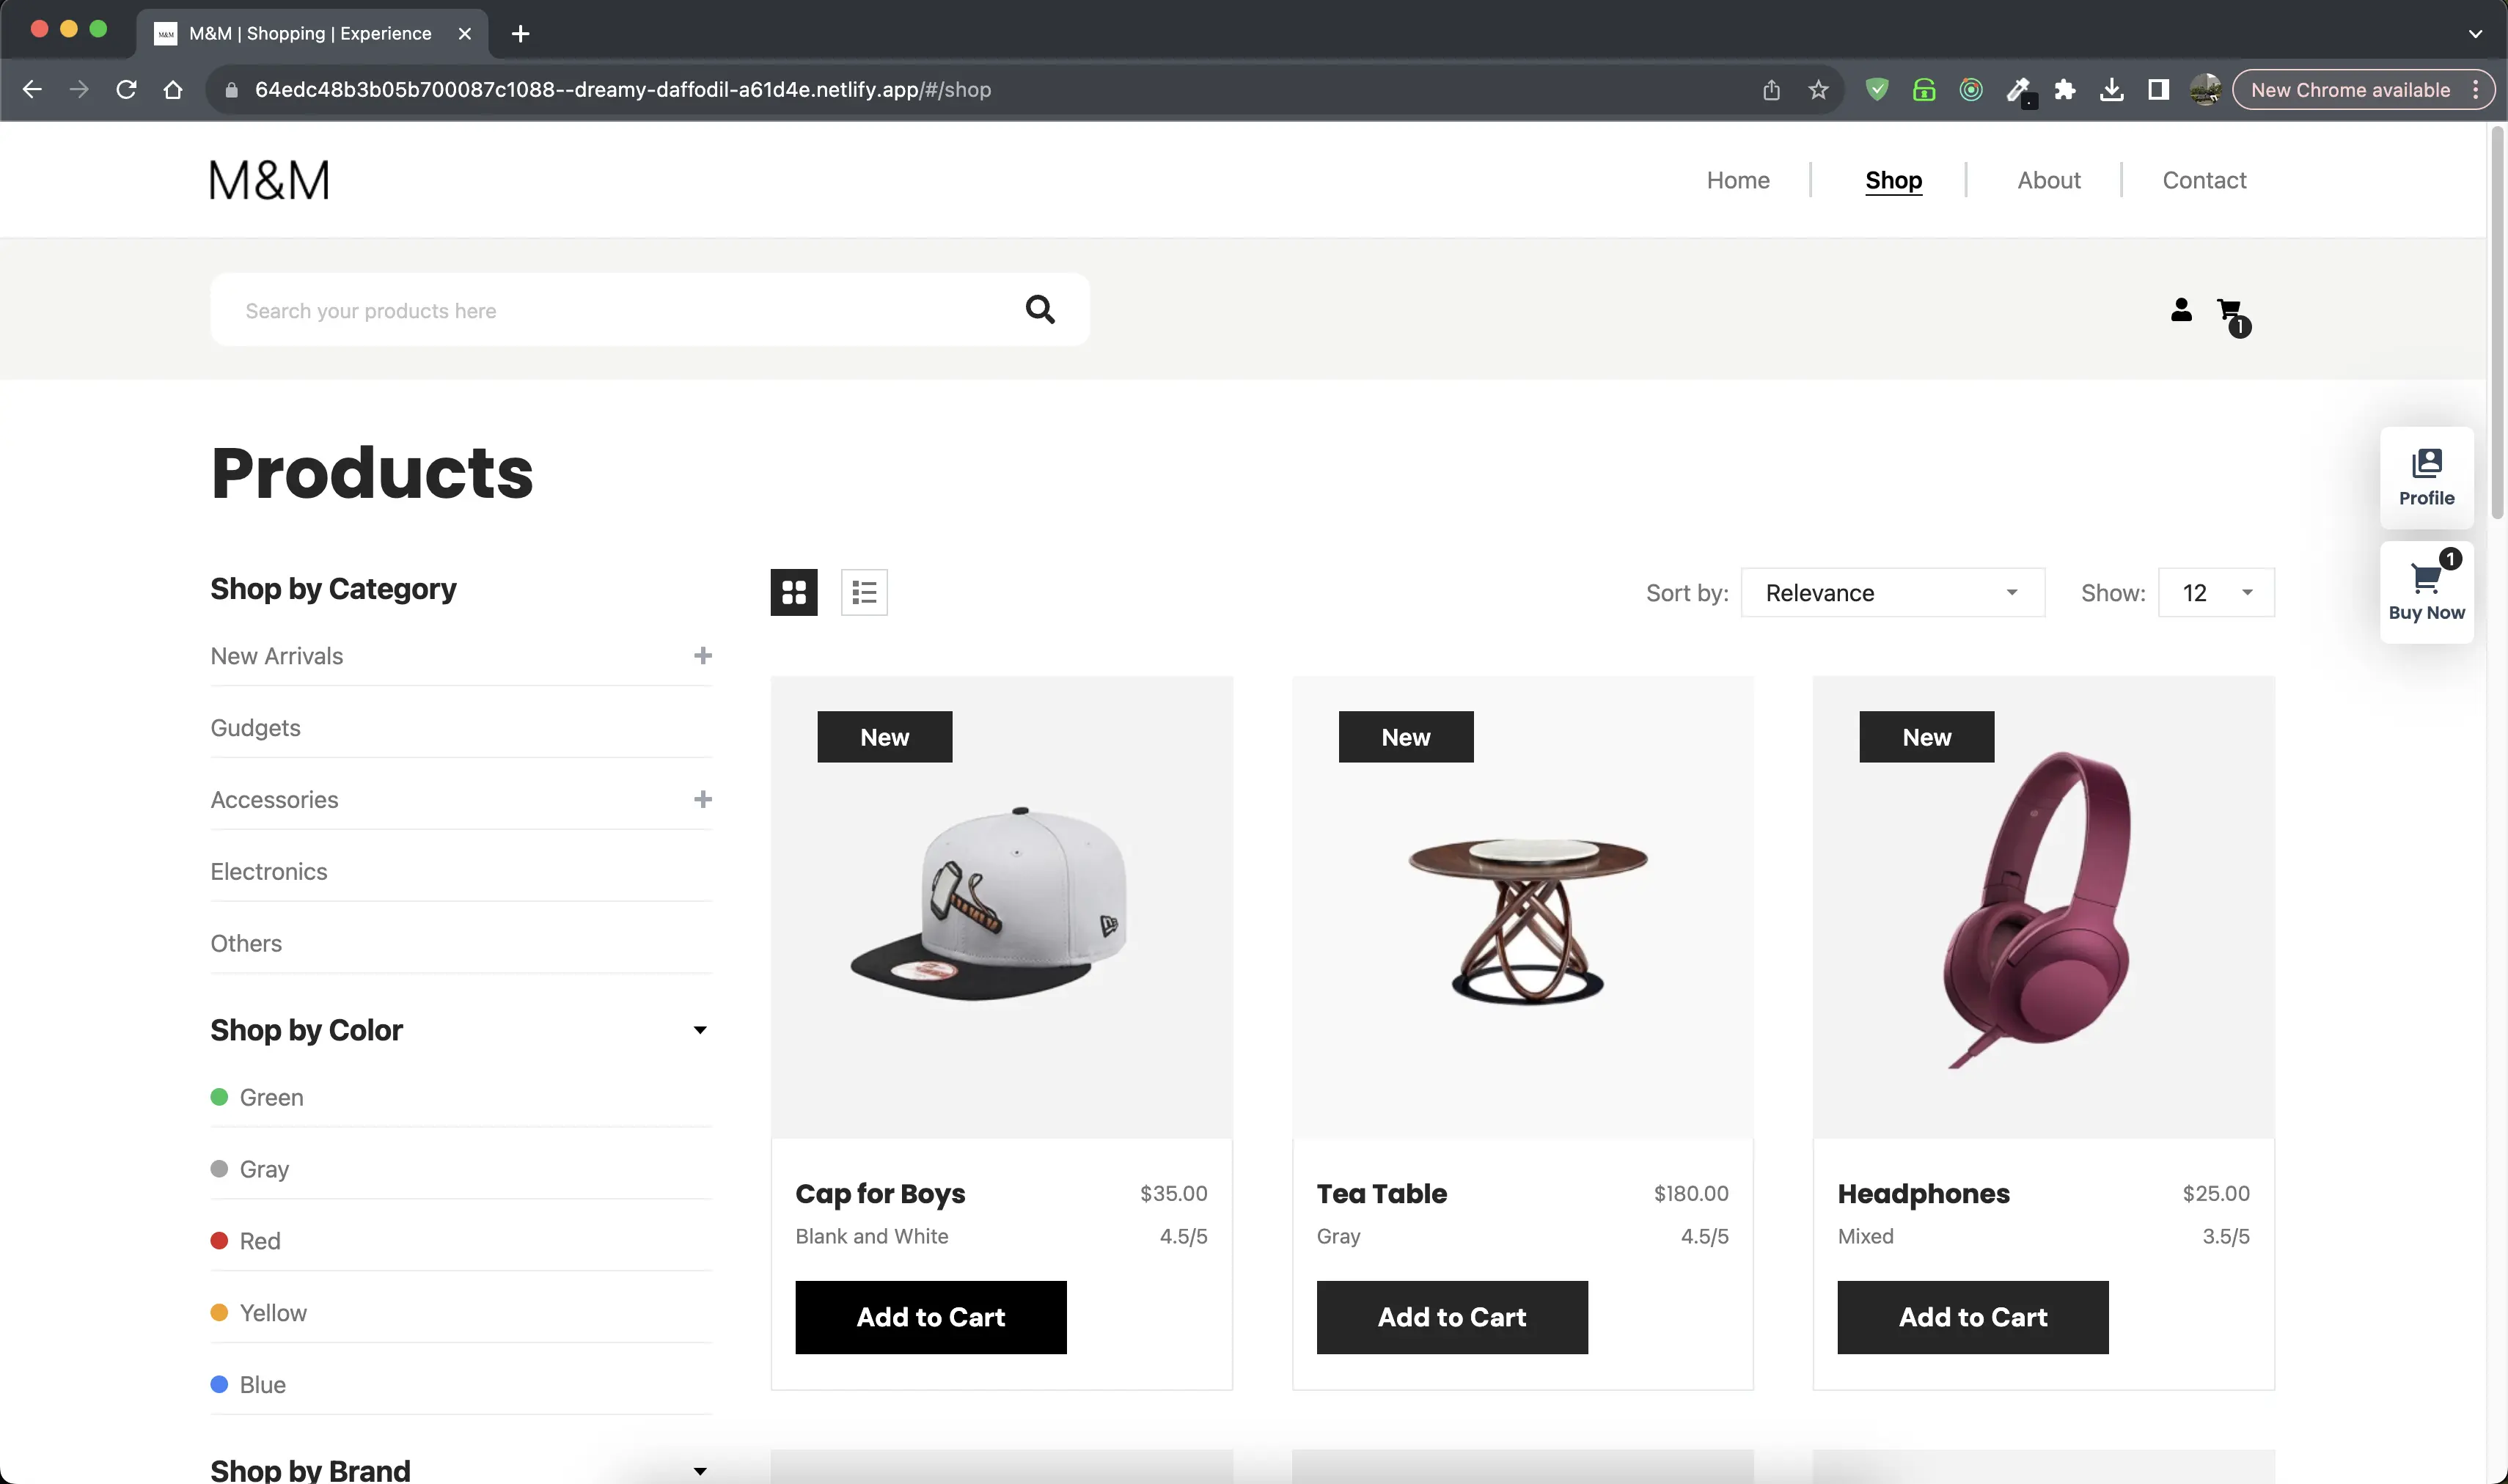 M&M | Shopping | Experience
64edc48b3b05b700087c1088--dreamy-daffodil-a61d4e.netlify.app/#/shop
New Chrome available
M&M
Home
Shop
About
Contact
Search your products here
1
Products
Profile
1
Buy Now
Shop by Category
New Arrivals
Gudgets
Accessories
Electronics
Others
Shop by Color
Green
Gray
Red
Yellow
Blue
Shop by Brand
Sort by: Relevance
Show: 12
New
Cap for Boys $35.00
Blank and White 4.5/5
Add to Cart
New
Tea Table $180.00
Gray 4.5/5
Add to Cart
New
Headphones $25.00
Mixed 3.5/5
Add to Cart